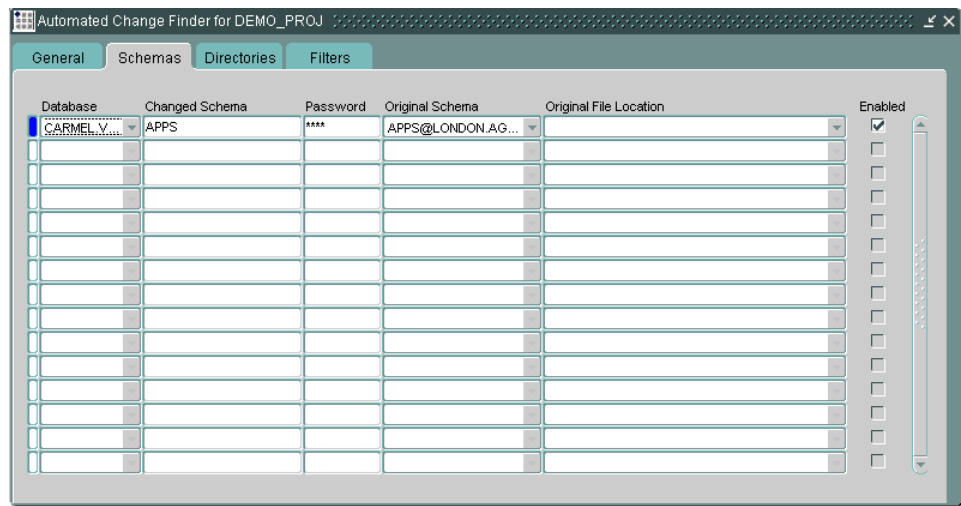 Automated Change Finder for DEMO_PROJ
General Schemas Directories Filters
Database Changed Schema Password Original Schema Original File Location Enabled
CARMEL.V... APPS **** APPS@LONDON.AG...